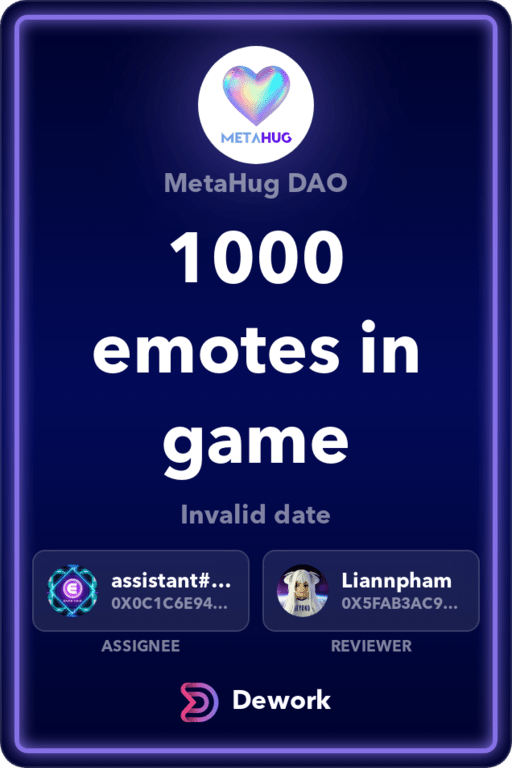 METAHUG
MetaHug DAO
1000
emotes in
game
Invalid date
assistant#...
0X0C1C6E94...
Liannpham
0X5FAB3AC9...
ASSIGNEE
REVIEWER
Dework